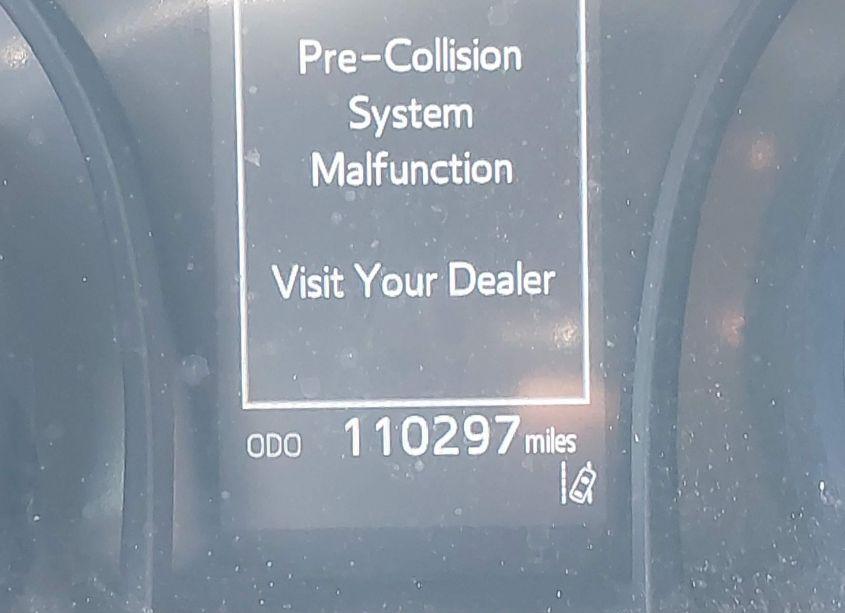 Pre-Collision
System
Malfunction
Visit Your Dealer
ODO 110297 miles